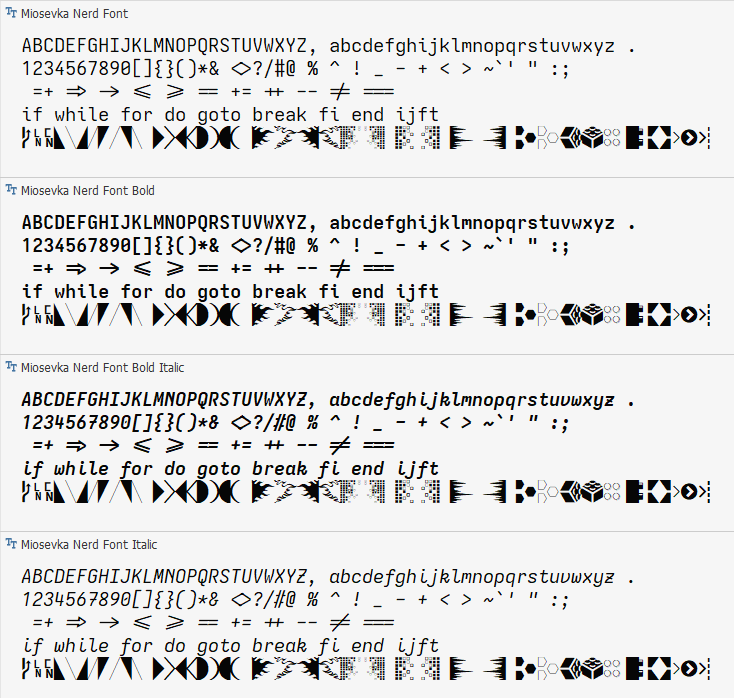 Miosevka Nerd Font
ABCDEFGHIJKLMNOPQRSTUVWXYZ, abcdefghijklmnopqrstuvwxyz .
1234567890[]{}()*& <>?/#@ % ^ ! _ - + < > ~`' " :;
=+ => -> <= >= == += ++ -- ≠ ===
if while for do goto break fi end ijft
Miosevka Nerd Font Bold
ABCDEFGHIJKLMNOPQRSTUVWXYZ, abcdefghijklmnopqrstuvwxyz .
1234567890[]{}()*& <>?/#@ % ^ ! _ - + < > ~`' " :;
=+ => -> <= >= == += ++ -- ≠ ===
if while for do goto break fi end ijft
Miosevka Nerd Font Bold Italic
ABCDEFGHIJKLMNOPQRSTUVWXYZ, abcdefghijklmnopqrstuvwxyz .
1234567890[]{}()*& <>?/#@ % ^ ! _ - + < > ~`' " :;
=+ => -> <= >= == += ++ -- ≠ ===
if while for do goto break fi end ijft
Miosevka Nerd Font Italic
ABCDEFGHIJKLMNOPQRSTUVWXYZ, abcdefghijklmnopqrstuvwxyz .
1234567890[]{}()*& <>?/#@ % ^ ! _ - + < > ~`' " :;
=+ => -> <= >= == += ++ -- ≠ ===
if while for do goto break fi end ijft